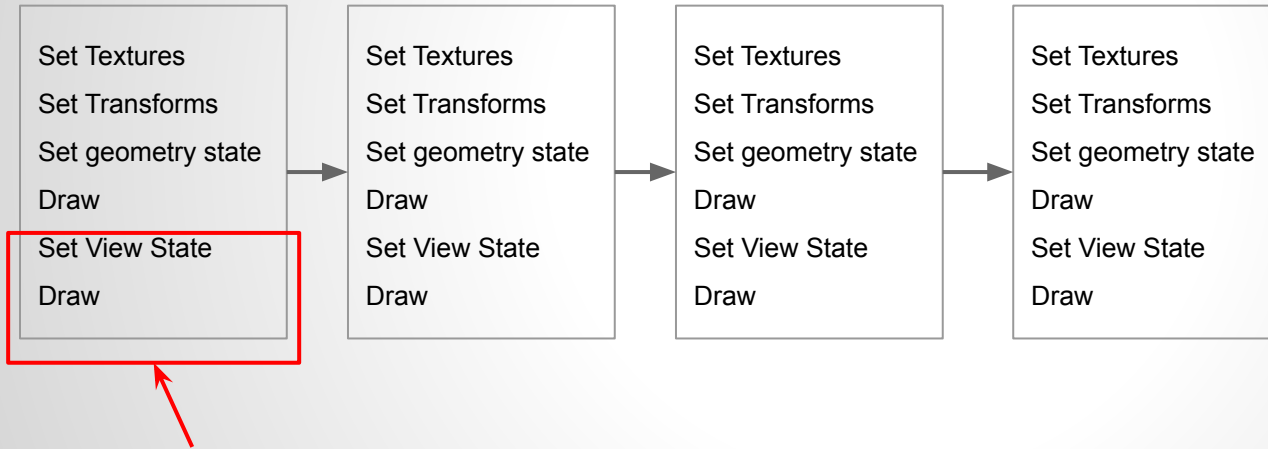 Set Textures
Set Transforms
Set geometry state
Draw
Set View State
Draw
Set Textures
Set Transforms
Set geometry state
Draw
Set View State
Draw
Set Textures
Set Transforms
Set geometry state
Draw
Set View State
Draw
Set Textures
Set Transforms
Set geometry state
Draw
Set View State
Draw